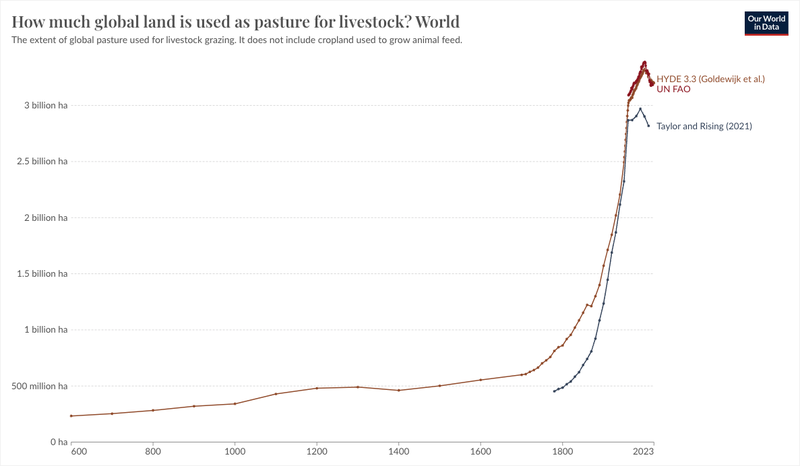 How much global land is used as pasture for livestock? World
The extent of global pasture used for livestock grazing. It does not include cropland used to grow animal feed.
Our World
in Data
HYDE 3.3 (Goldewijk et al.)
UN FAO
Taylor and Rising (2021)
3 billion ha
2.5 billion ha
2 billion ha
1.5 billion ha
1 billion ha
500 million ha
0 ha
600 800 1000 1200 1400 1600 1800 2023